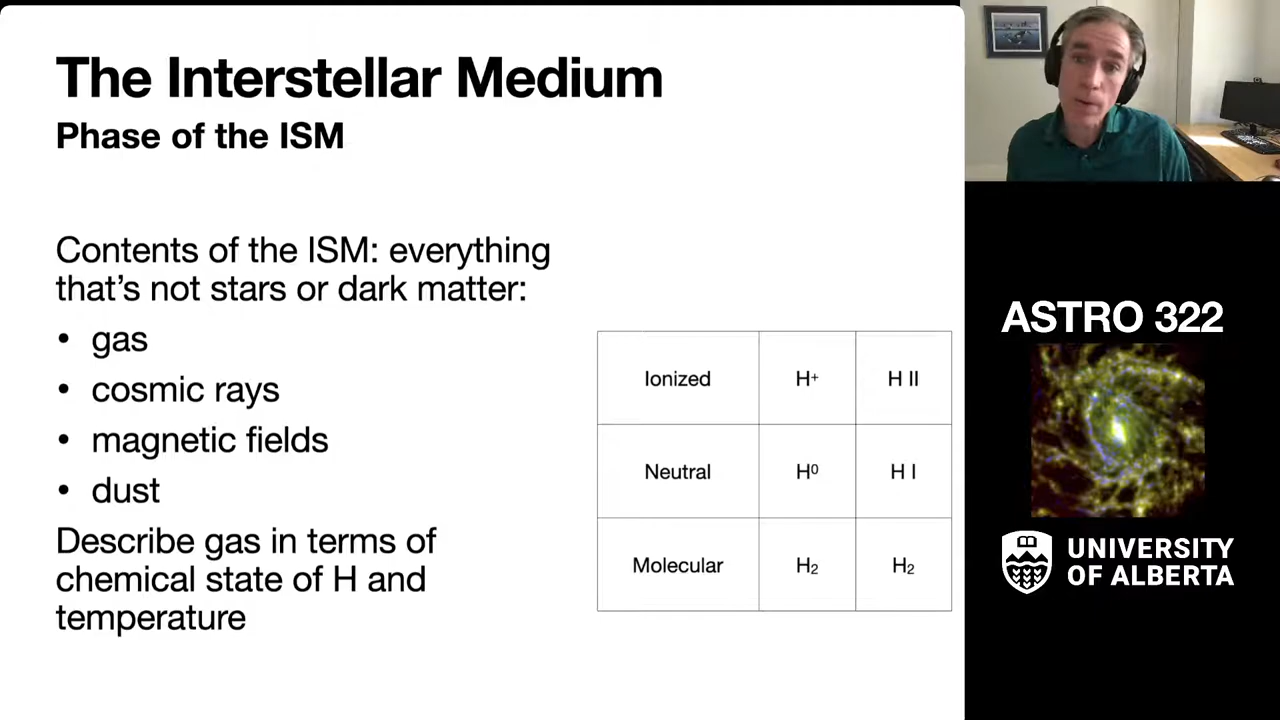 The Interstellar Medium
Phase of the ISM
Contents of the ISM: everything
that’s not stars or dark matter:
• gas
• cosmic rays
• magnetic fields
• dust
Describe gas in terms of
chemical state of H and
temperature
Ionized H⁺ H II
Neutral H⁰ H I
Molecular H₂ H₂
ASTRO 322
UNIVERSITY
OF ALBERTA